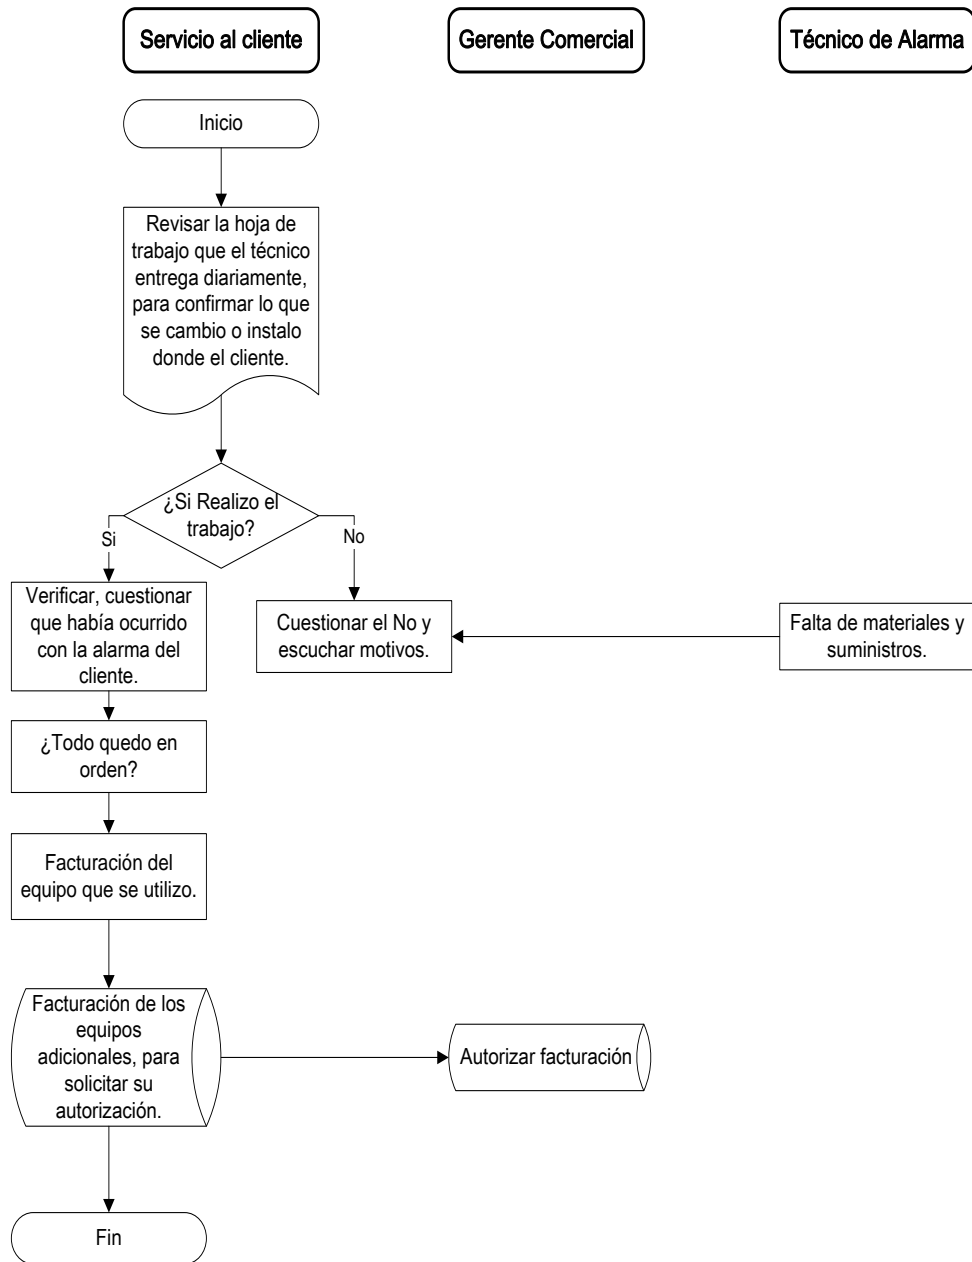 Servicio al cliente
Gerente Comercial
Técnico de Alarma
Inicio
Revisar la hoja de
trabajo que el técnico
entrega diariamente,
para confirmar lo que
se cambio o instalo
donde el cliente.
¿Si Realizo el
trabajo?
Si
No
Verificar, cuestionar
que había ocurrido
con la alarma del
cliente.
Cuestionar el No y
escuchar motivos.
Falta de materiales y
suministros.
¿Todo quedo en
orden?
Facturación del
equipo que se utilizo.
Facturación de los
equipos
adicionales, para
solicitar su
autorización.
Autorizar facturación
Fin